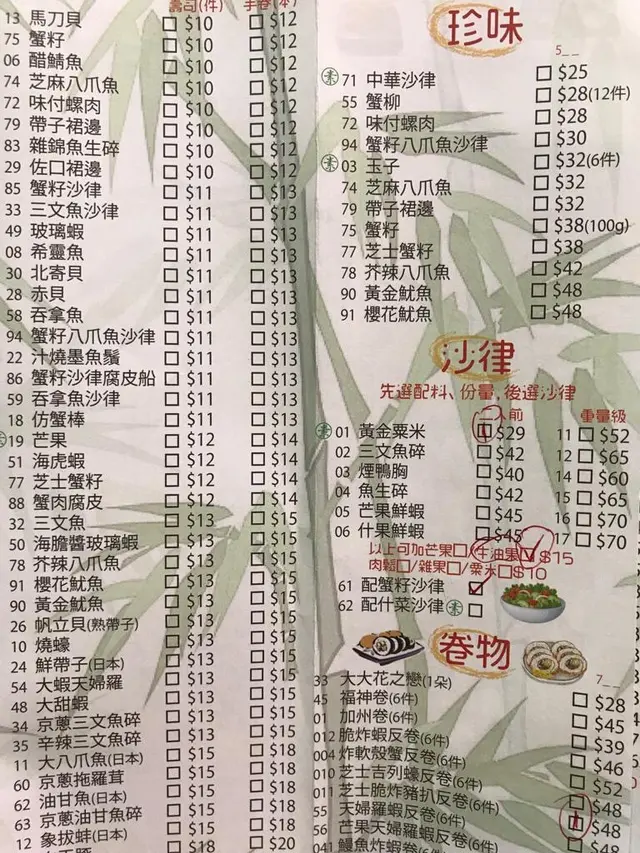 壽司(件) 手卷(本)
13 馬刀貝 $10 $12
75 蟹籽 $10 $12
06 醋鯖魚 $10 $12
74 芝麻八爪魚 $10 $12
72 味付螺肉 $10 $12
79 帶子裙邊 $10 $12
83 雜錦魚生碎 $10 $12
29 佐口裙邊 $10 $12
85 蟹籽沙律 $11 $13
33 三文魚沙律 $11 $13
49 玻璃蝦 $11 $13
08 希靈魚 $11 $13
30 北寄貝 $11 $13
28 赤貝 $11 $13
58 吞拿魚 $11 $13
94 蟹籽八爪魚沙律 $11 $13
22 汁燒墨魚鬚 $11 $13
86 蟹籽沙律腐皮船 $11 $13
59 吞拿魚沙律 $11 $13
18 仿蟹棒 $11 $13
19 芒果 $12 $14
51 海虎蝦 $12 $14
77 芝士蟹籽 $12 $14
88 蟹肉腐皮 $12 $14
32 三文魚 $13 $15
50 海膽醬玻璃蝦 $13 $15
78 芥辣八爪魚 $13 $15
91 櫻花魷魚 $13 $15
90 黃金魷魚 $13 $15
26 帆立貝(熟帶子) $13 $15
10 燒蠔 $13 $15
24 鮮帶子(日本) $13 $15
54 大蝦天婦羅 $13 $15
48 大甜蝦 $13 $15
34 京蔥三文魚碎 $13 $15
35 辛辣三文魚碎 $13 $15
11 大八爪魚(日本) $15 $18
60 京蔥拖羅茸 $15 $18
62 油甘魚(日本) $15 $18
63 京蔥油甘魚碎 $15 $18
12 象拔蚌(日本) $15 $18
$18 $20
珍味
5__
素 71 中華沙律 $25
55 蟹柳 $28(12件)
72 味付螺肉 $28
94 蟹籽八爪魚沙律 $30
素 03 玉子 $32(6件)
74 芝麻八爪魚 $32
79 帶子裙邊 $32
75 蟹籽 $38(100g)
77 芝士蟹籽 $38
78 芥辣八爪魚 $42
90 黃金魷魚 $48
91 櫻花魷魚 $48
沙律
先選配料、份量,後選沙律
二人前 重量級
素 01 黃金粟米 $29 11 $52
02 三文魚碎 $42 12 $65
03 煙鴨胸 $40 14 $60
04 魚生碎 $42 15 $65
05 芒果鮮蝦 $45 16 $70
06 什果鮮蝦 $45 17 $70
以上可加芒果/牛油果 $15
肉鬆/雜果/粟米 $10
61 配蟹籽沙律
62 配什菜沙律 素
卷物
7__
33 大大花之戀(1朵) $28
45 福神卷(6件) $45
01 加州卷(6件) $39
012 脆炸蝦反卷(6件) $46
004 炸軟殼蟹反卷(6件) $52
010 芝士吉列蠔反卷(6件) $48
011 芝士脆炸豬扒反卷(6件) $48
55 天婦羅蝦反卷(6件) $48
56 芒果天婦羅蝦反卷(6件)
041 鰻魚炸蝦卷(6件)